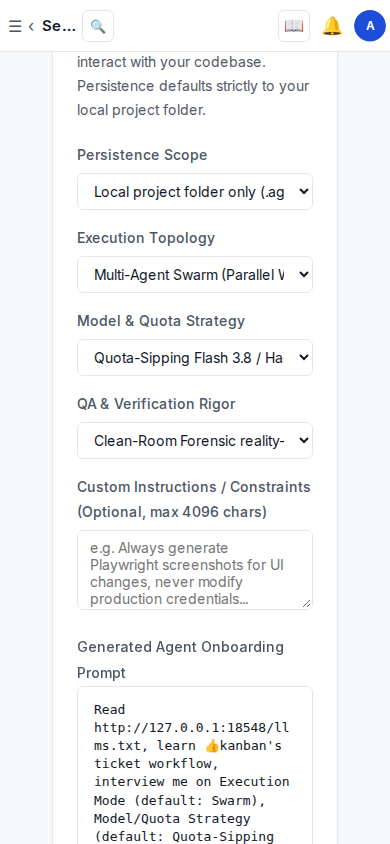 Se...
A
interact with your codebase.
Persistence defaults strictly to your
local project folder.
Persistence Scope
Local project folder only (.ag
Execution Topology
Multi-Agent Swarm (Parallel W
Model & Quota Strategy
Quota-Sipping Flash 3.8 / Ha
QA & Verification Rigor
Clean-Room Forensic reality-
Custom Instructions / Constraints
(Optional, max 4096 chars)
e.g. Always generate
Playwright screenshots for UI
changes, never modify
production credentials...
Generated Agent Onboarding
Prompt
Read
http://127.0.0.1:18548/ll
ms.txt, learn 👍kanban's
ticket workflow,
interview me on Execution
Mode (default: Swarm),
Model/Quota Strategy
(default: Quota-Sipping